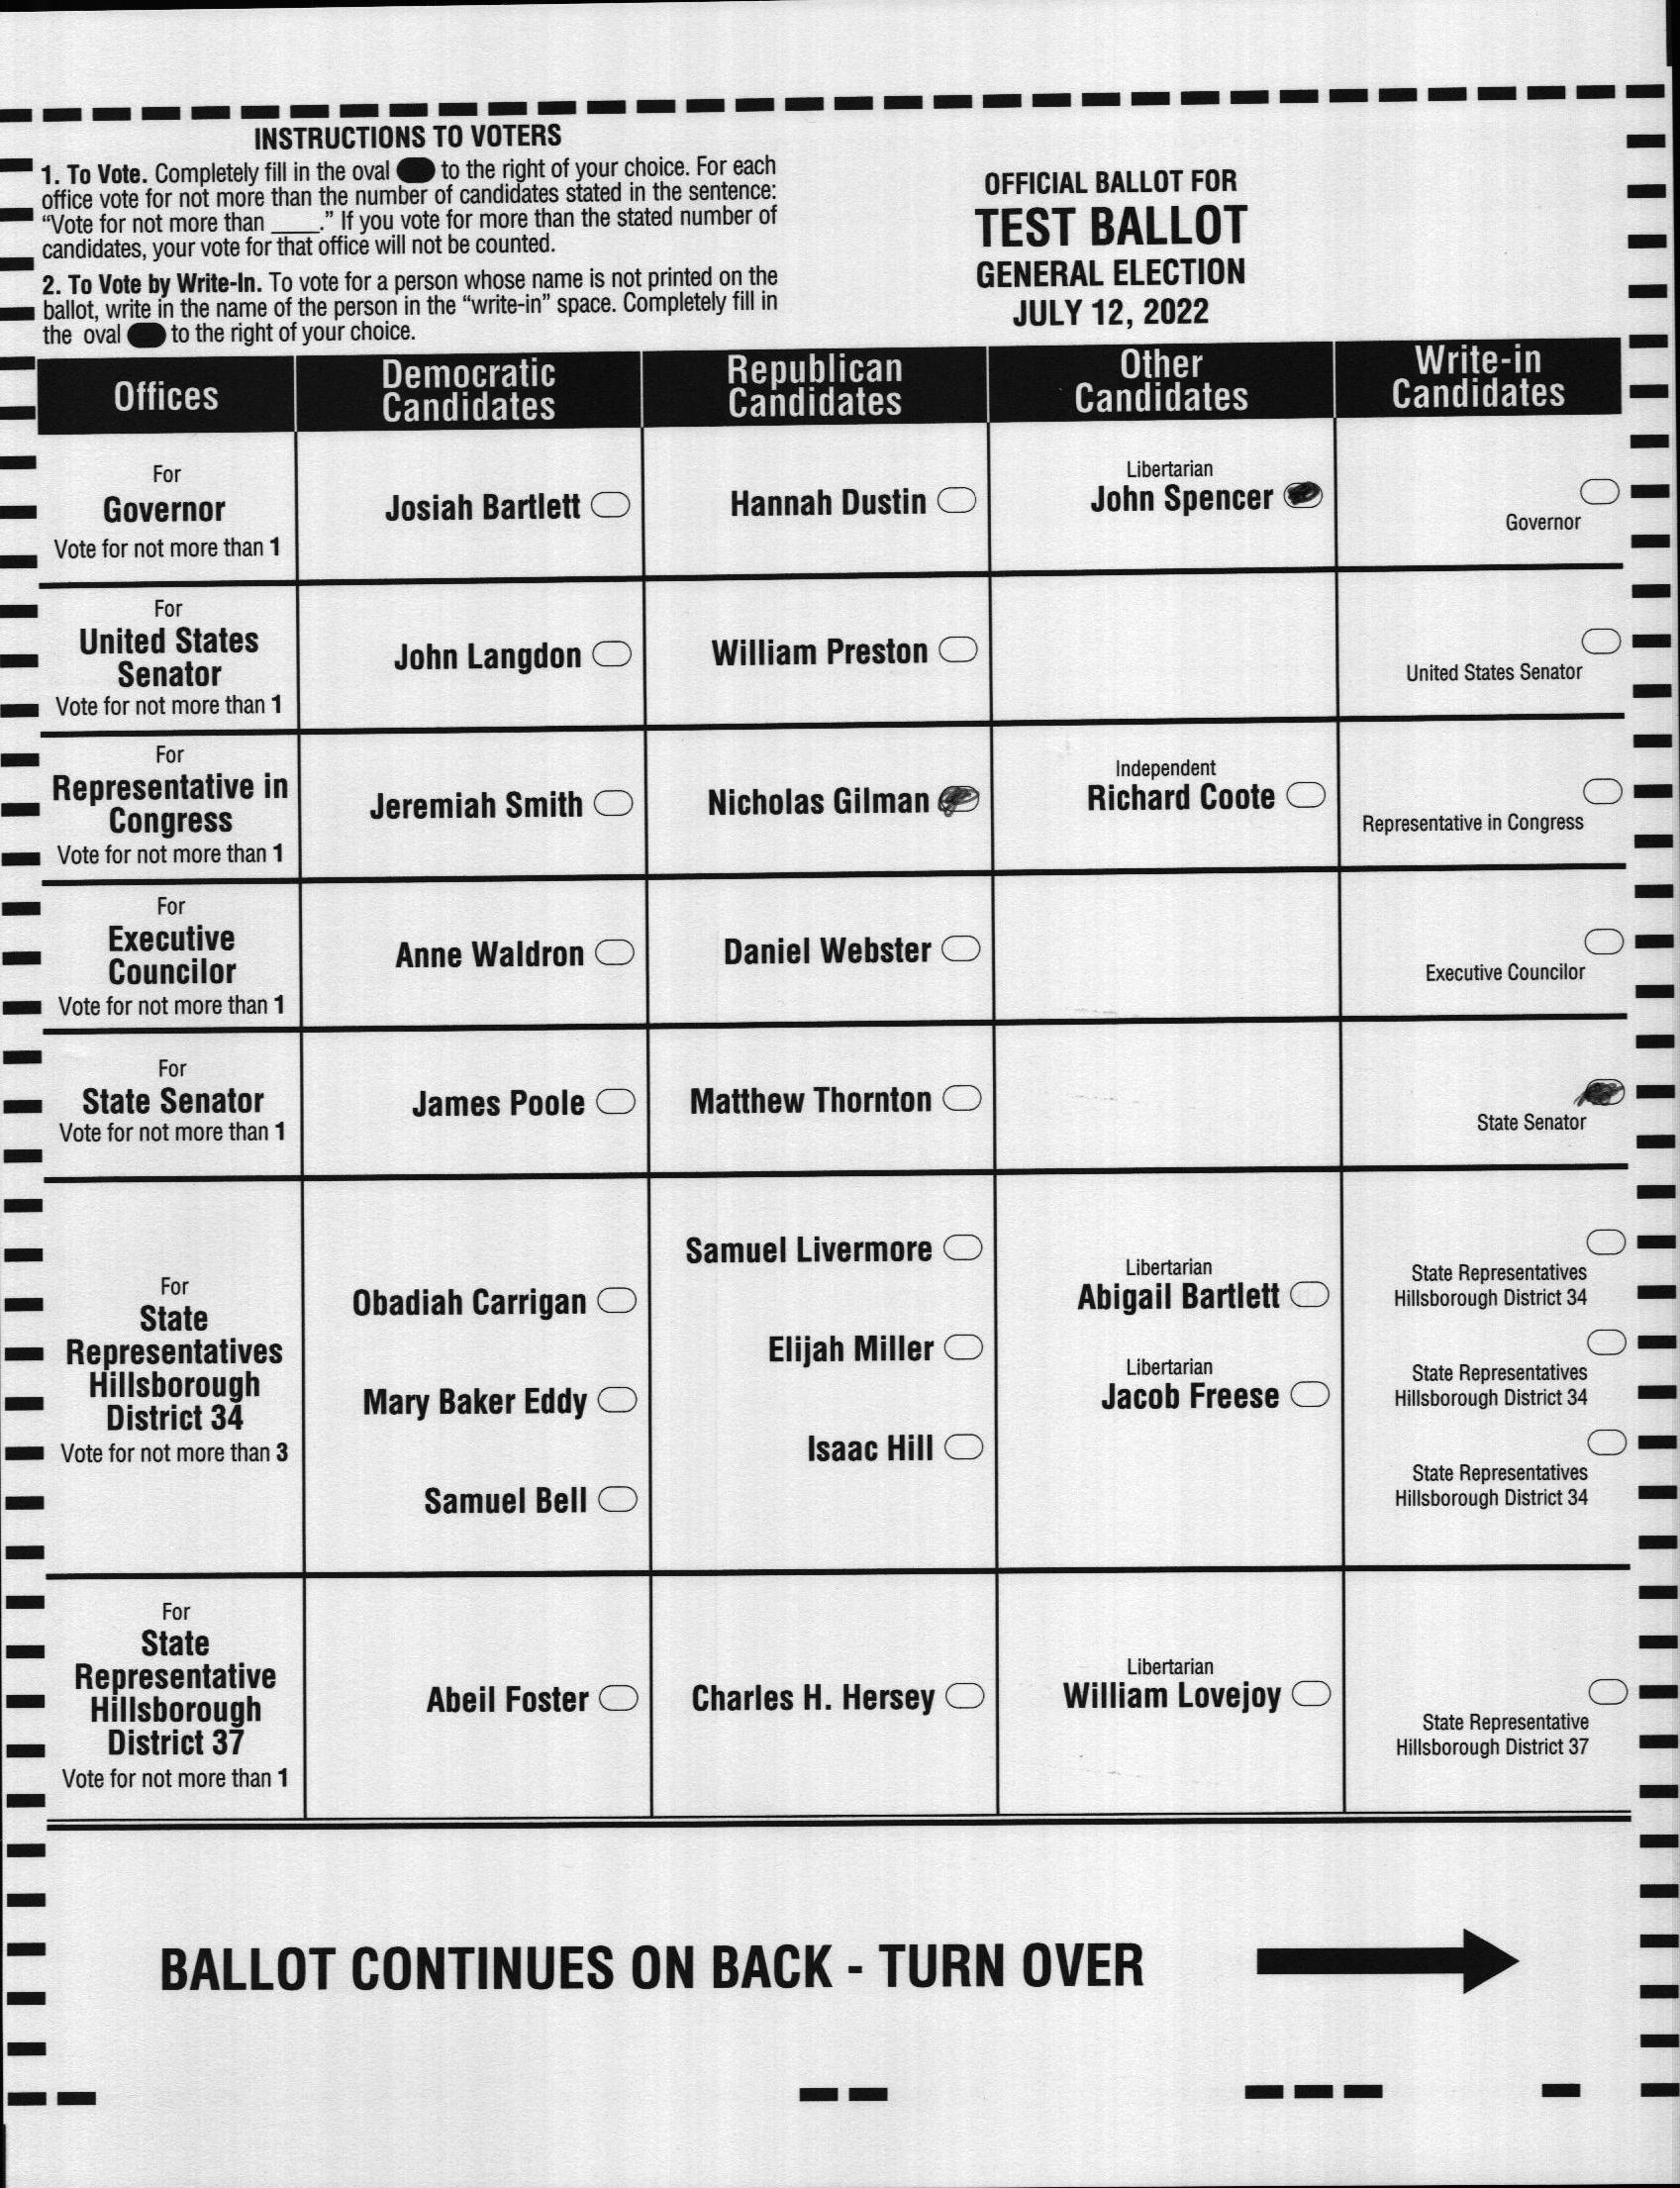 INSTRUCTIONS TO VOTERS
1. To Vote. Completely fill in the oval to the right of your choice. For each
office vote for not more than the number of candidates stated in the sentence:
“Vote for not more than ____.” If you vote for more than the stated number of
candidates, your vote for that office will not be counted.
2. To Vote by Write-In. To vote for a person whose name is not printed on the
ballot, write in the name of the person in the “write-in” space. Completely fill in
the oval to the right of your choice.
OFFICIAL BALLOT FOR
TEST BALLOT
GENERAL ELECTION
JULY 12, 2022
Offices
Democratic
Candidates
Republican
Candidates
Other
Candidates
Write-in
Candidates
For
Governor
Vote for not more than 1
Josiah Bartlett
Hannah Dustin
Libertarian
John Spencer
Governor
For
United States
Senator
Vote for not more than 1
John Langdon
William Preston
United States Senator
For
Representative in
Congress
Vote for not more than 1
Jeremiah Smith
Nicholas Gilman
Independent
Richard Coote
Representative in Congress
For
Executive
Councilor
Vote for not more than 1
Anne Waldron
Daniel Webster
Executive Councilor
For
State Senator
Vote for not more than 1
James Poole
Matthew Thornton
State Senator
For
State
Representatives
Hillsborough
District 34
Vote for not more than 3
Obadiah Carrigan
Mary Baker Eddy
Samuel Bell
Samuel Livermore
Elijah Miller
Isaac Hill
Libertarian
Abigail Bartlett
Libertarian
Jacob Freese
State Representatives
Hillsborough District 34
State Representatives
Hillsborough District 34
State Representatives
Hillsborough District 34
For
State
Representative
Hillsborough
District 37
Vote for not more than 1
Abeil Foster
Charles H. Hersey
Libertarian
William Lovejoy
State Representative
Hillsborough District 37
BALLOT CONTINUES ON BACK - TURN OVER